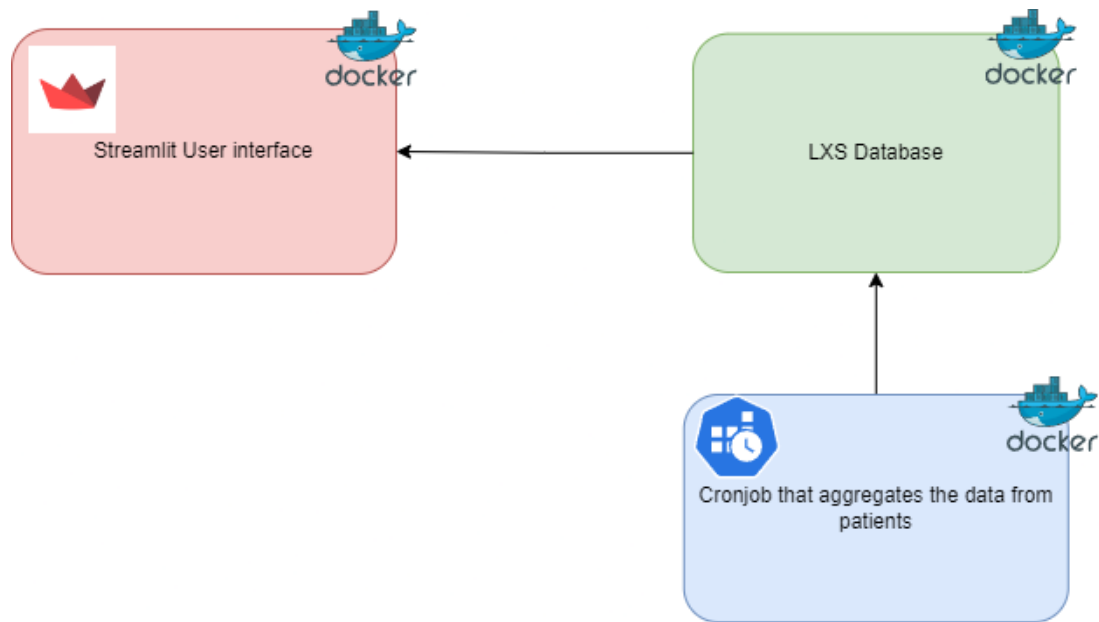 docker
docker
Streamlit User interface
LXS Database
docker
Cronjob that aggregates the data from
patients